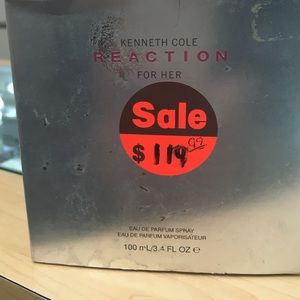 KENNETH COLE
REACTION
FOR HER
Sale
$119 99
EAU DE PARFUM SPRAY
EAU DE PARFUM VAPORISATEUR
100 mL/3.4 FL OZ ℮